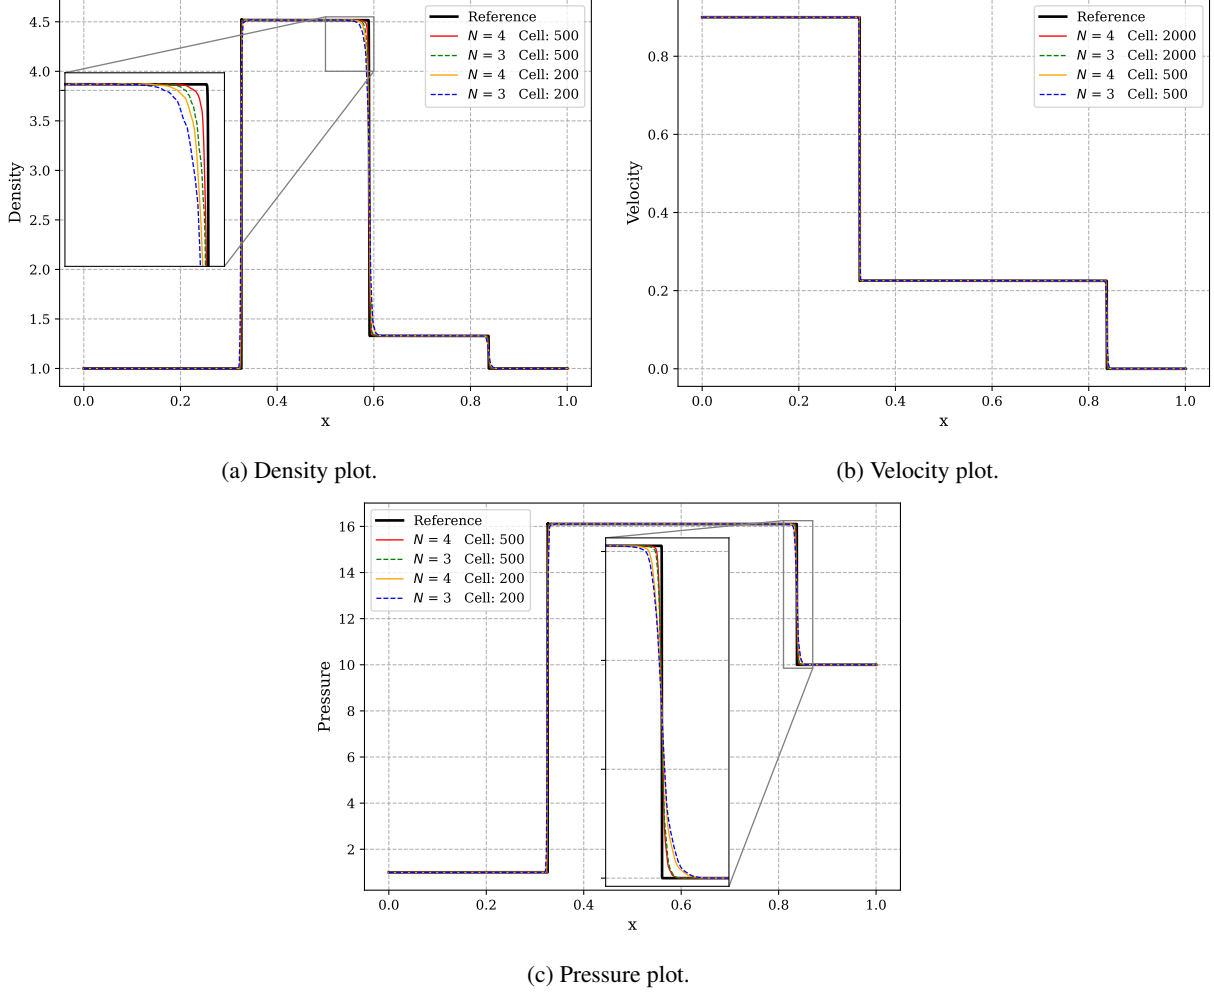 4.5
4.0
3.5
3.0
2.5
2.0
1.5
1.0
Density
0.0 0.2 0.4 0.6 0.8 1.0
x
Reference
N = 4 Cell: 500
N = 3 Cell: 500
N = 4 Cell: 200
N = 3 Cell: 200
(a) Density plot.
0.8
0.6
0.4
0.2
0.0
Velocity
0.0 0.2 0.4 0.6 0.8 1.0
x
Reference
N = 4 Cell: 2000
N = 3 Cell: 2000
N = 4 Cell: 500
N = 3 Cell: 500
(b) Velocity plot.
16
14
12
10
8
6
4
2
Pressure
0.0 0.2 0.4 0.6 0.8 1.0
x
Reference
N = 4 Cell: 500
N = 3 Cell: 500
N = 4 Cell: 200
N = 3 Cell: 200
(c) Pressure plot.